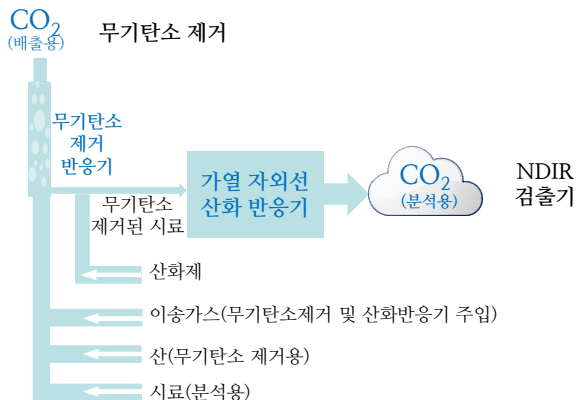 CO2
(배출용)
무기탄소 제거
무기탄소
제거
반응기
무기탄소
제거된 시료
가열 자외선
산화 반응기
CO2
(분석용)
NDIR
검출기
산화제
이송가스(무기탄소제거 및 산화반응기 주입)
산(무기탄소 제거용)
시료(분석용)